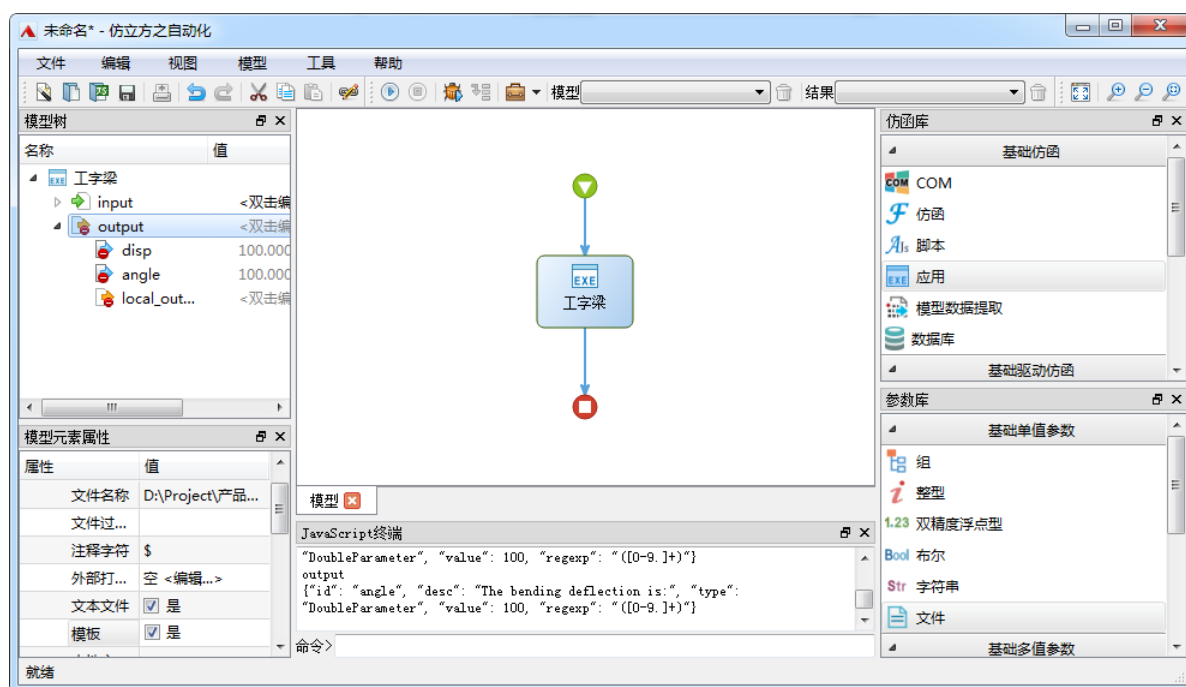 未命名* - 仿立方之自动化
文件 编辑 视图 模型 工具 帮助
模型 结果
模型树
名称 值
EXE 工字梁
input <双击编
output <双击编
disp 100.000
angle 100.000
local_out... <双击编
模型元素属性
属性 值
文件名称 D:\Project\产品...
文件过...
注释字符 $
外部打... 空 <编辑...>
文本文件 是
模板 是
就绪
EXE
工字梁
模型
JavaScript终端
"DoubleParameter", "value": 100, "regexp": "([0-9.]+)"}
output
{"id": "angle", "desc": "The bending deflection is:", "type":
"DoubleParameter", "value": 100, "regexp": "([0-9.]+)"}
命令>
仿函库
基础仿函
COM COM
F 仿函
AJs 脚本
EXE 应用
模型数据提取
数据库
基础驱动仿函
参数库
基础单值参数
组
i 整型
1.23 双精度浮点型
Bool 布尔
Str 字符串
文件
基础多值参数